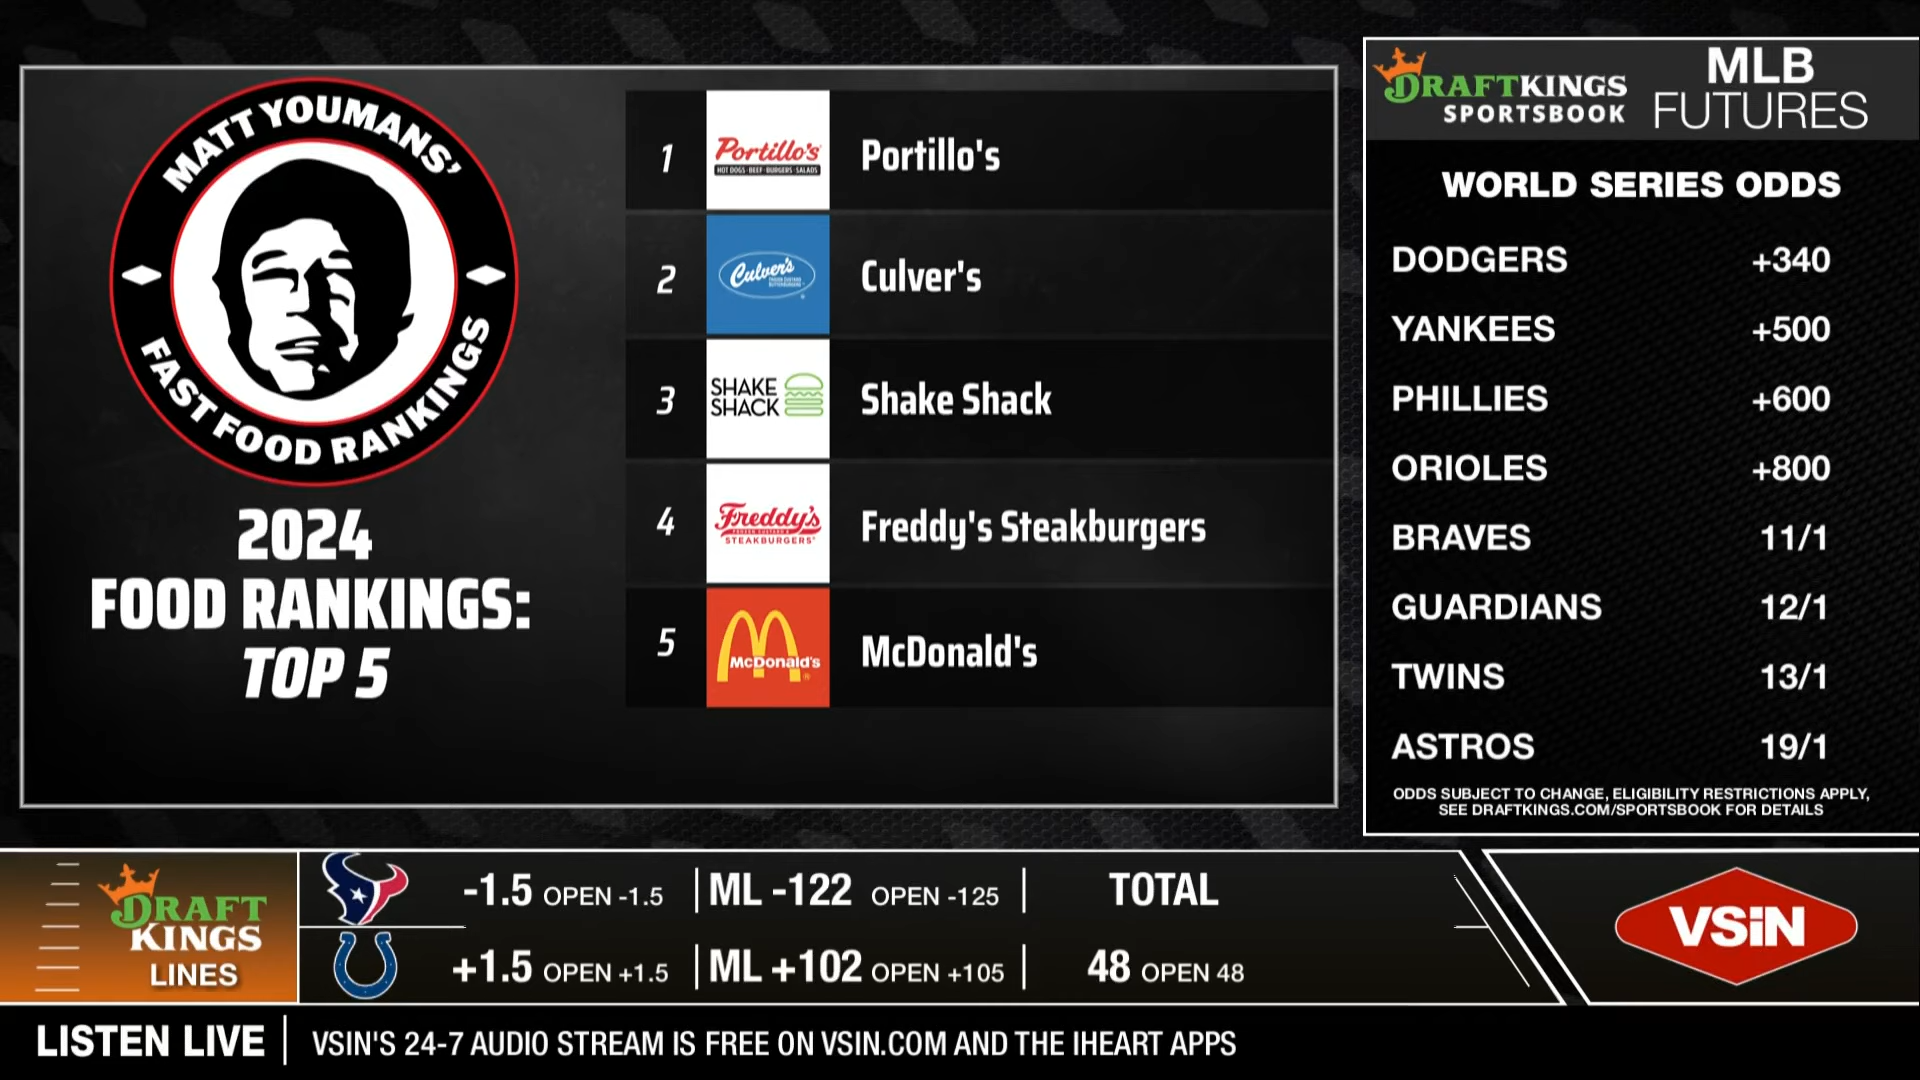 MATT YOUMANS'
FAST FOOD RANKINGS
2024
FOOD RANKINGS:
TOP 5
1
Portillo's
HOT DOGS · BEEF · BURGERS · SALADS
Portillo's
2
Culver's
Culver's
3
SHAKE
SHACK
Shake Shack
4
Freddy's
STEAKBURGERS
Freddy's Steakburgers
5
McDonald's
McDonald's
DRAFTKINGS
SPORTSBOOK
MLB
FUTURES
WORLD SERIES ODDS
DODGERS +340
YANKEES +500
PHILLIES +600
ORIOLES +800
BRAVES 11/1
GUARDIANS 12/1
TWINS 13/1
ASTROS 19/1
ODDS SUBJECT TO CHANGE, ELIGIBILITY RESTRICTIONS APPLY,
SEE DRAFTKINGS.COM/SPORTSBOOK FOR DETAILS
DRAFT
KINGS
LINES
-1.5 OPEN -1.5 | ML -122 OPEN -125 | TOTAL
+1.5 OPEN +1.5 | ML +102 OPEN +105 | 48 OPEN 48
VSiN
LISTEN LIVE | VSIN'S 24-7 AUDIO STREAM IS FREE ON VSIN.COM AND THE IHEART APPS